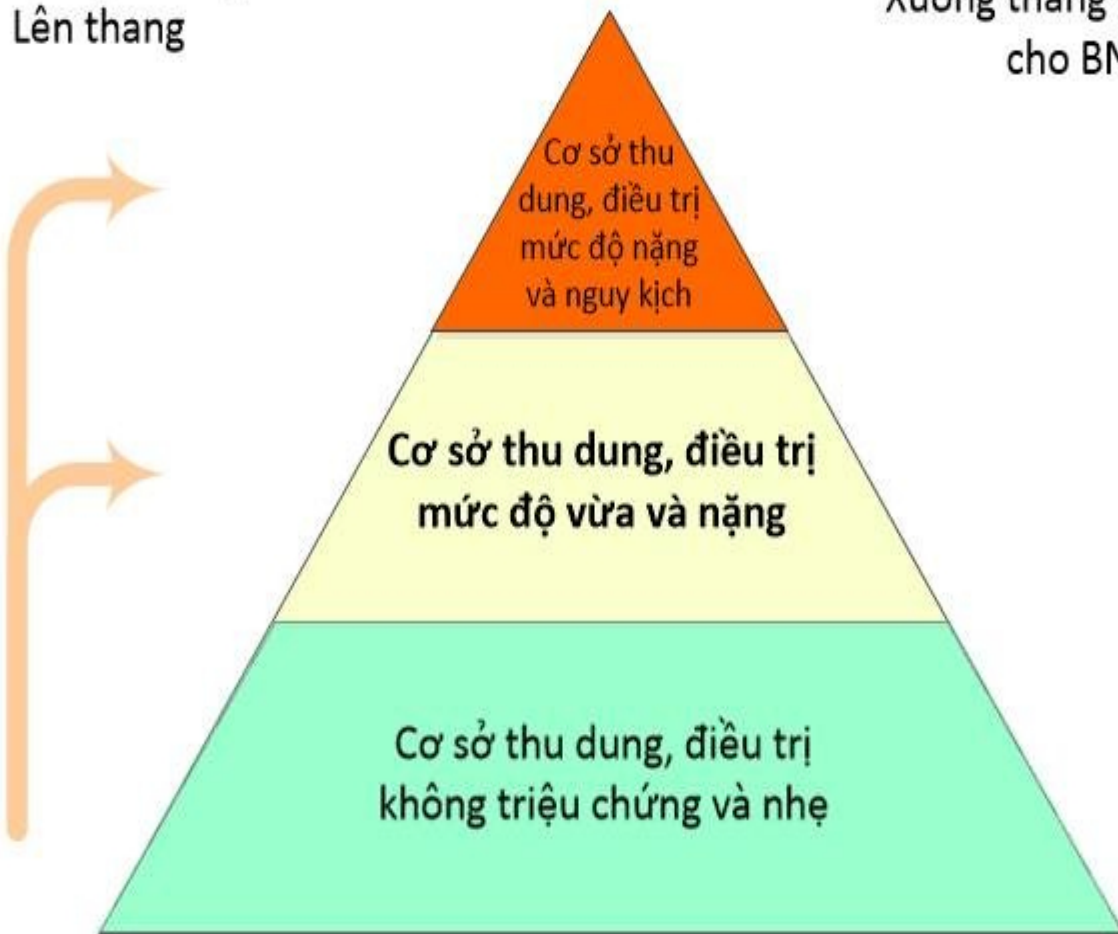 Lên thang
Xuống thang
cho BN
Cơ sở thu
dung, điều trị
mức độ nặng
và nguy kịch
Cơ sở thu dung, điều trị
mức độ vừa và nặng
Cơ sở thu dung, điều trị
không triệu chứng và nhẹ